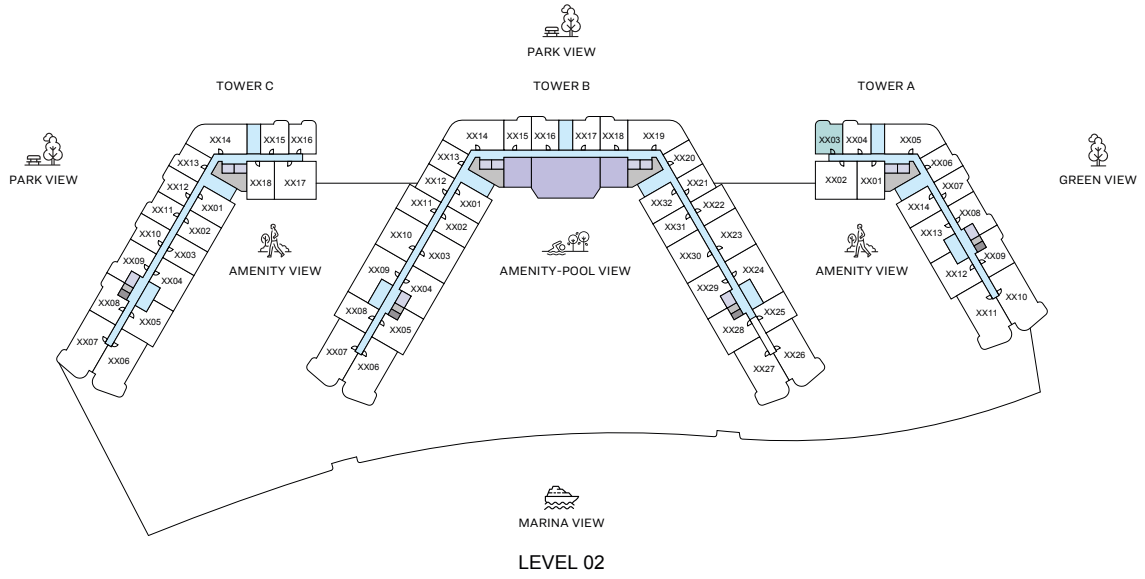 PARK VIEW
TOWER C
TOWER B
TOWER A
PARK VIEW
GREEN VIEW
XX14
XX15
XX16
XX13
XX18
XX17
XX12
XX01
XX11
XX02
XX10
XX03
XX09
XX04
XX08
XX05
XX07
XX06
XX14
XX15
XX16
XX17
XX18
XX19
XX13
XX20
XX12
XX01
XX21
XX32
XX11
XX02
XX22
XX31
XX10
XX03
XX23
XX30
XX09
XX04
XX24
XX29
XX08
XX05
XX25
XX28
XX07
XX06
XX26
XX27
XX03
XX04
XX05
XX02
XX01
XX06
XX07
XX14
XX08
XX13
XX09
XX12
XX10
XX11
AMENITY VIEW
AMENITY-POOL VIEW
AMENITY VIEW
MARINA VIEW
LEVEL 02